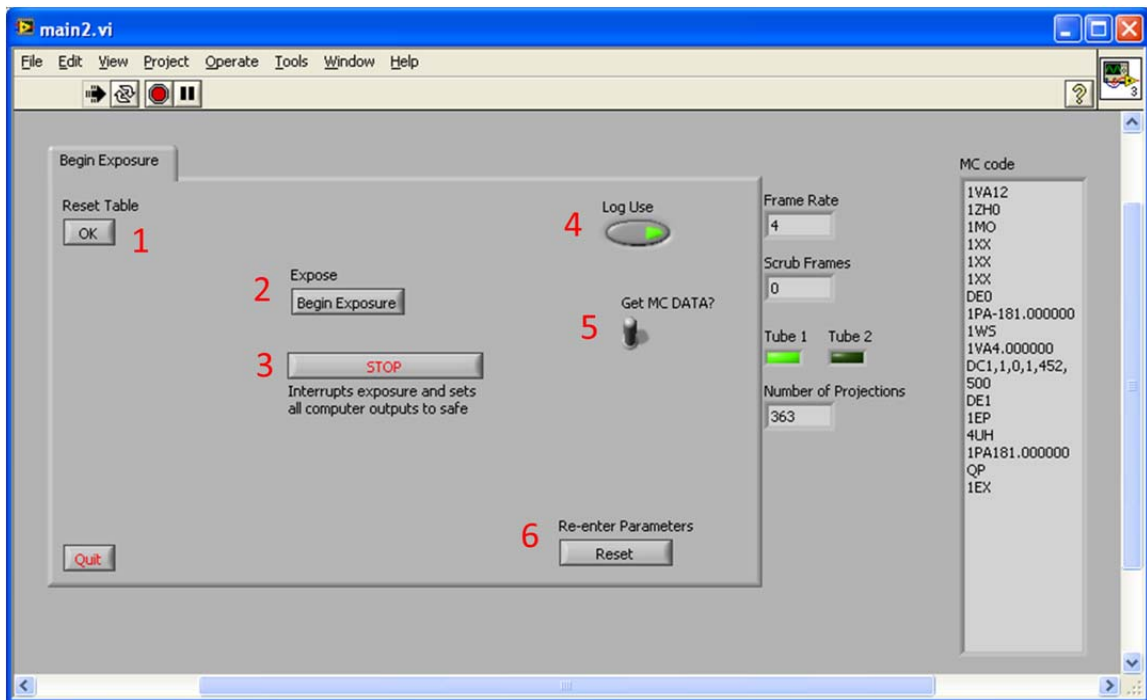 main2.vi
File Edit View Project Operate Tools Window Help
3
Begin Exposure
Reset Table
OK
1
2
Expose
Begin Exposure
3
STOP
Interrupts exposure and sets
all computer outputs to safe
4
Log Use
5
Get MC DATA?
6
Re-enter Parameters
Reset
Quit
Frame Rate
4
Scrub Frames
0
Tube 1 Tube 2
Number of Projections
363
MC code
1VA12
1ZH0
1MO
1XX
1XX
1XX
DE0
1PA-181.000000
1WS
1VA4.000000
DC1,1,0,1,452,
500
DE1
1EP
4UH
1PA181.000000
QP
1EX